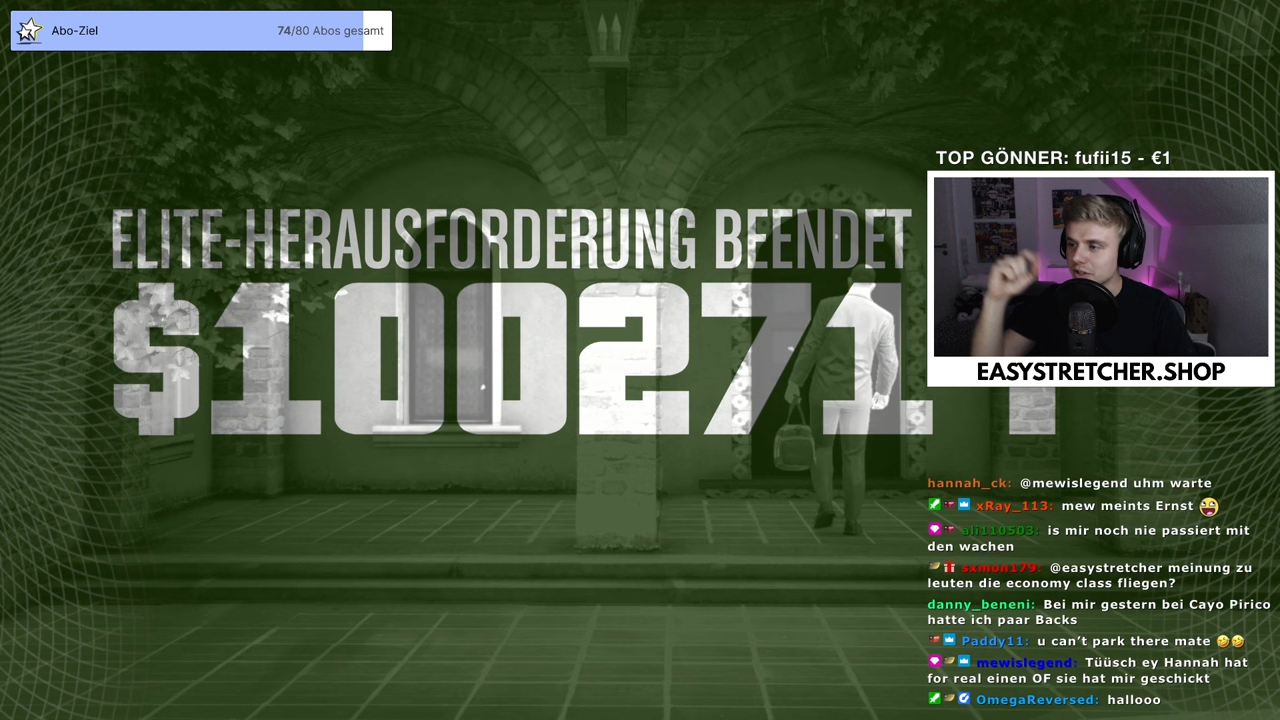 Abo-Ziel
74/80 Abos gesamt
TOP GÖNNER: fufii15 - €1
ELITE-HERAUSFORDERUNG BEENDET
$100271
EASYSTRETCHER.SHOP
hannah_ck: @mewislegend uhm warte
xRay_113: mew meints Ernst
ali110503: is mir noch nie passiert mit
den wachen
sxmon179: @easystretcher meinung zu
leuten die economy class fliegen?
danny_beneni: Bei mir gestern bei Cayo Pirico
hatte ich paar Backs
Paddy11: u can't park there mate 🤣🤣
mewislegend: Tüüsch ey Hannah hat
for real einen OF sie hat mir geschickt
OmegaReversed: hallooo